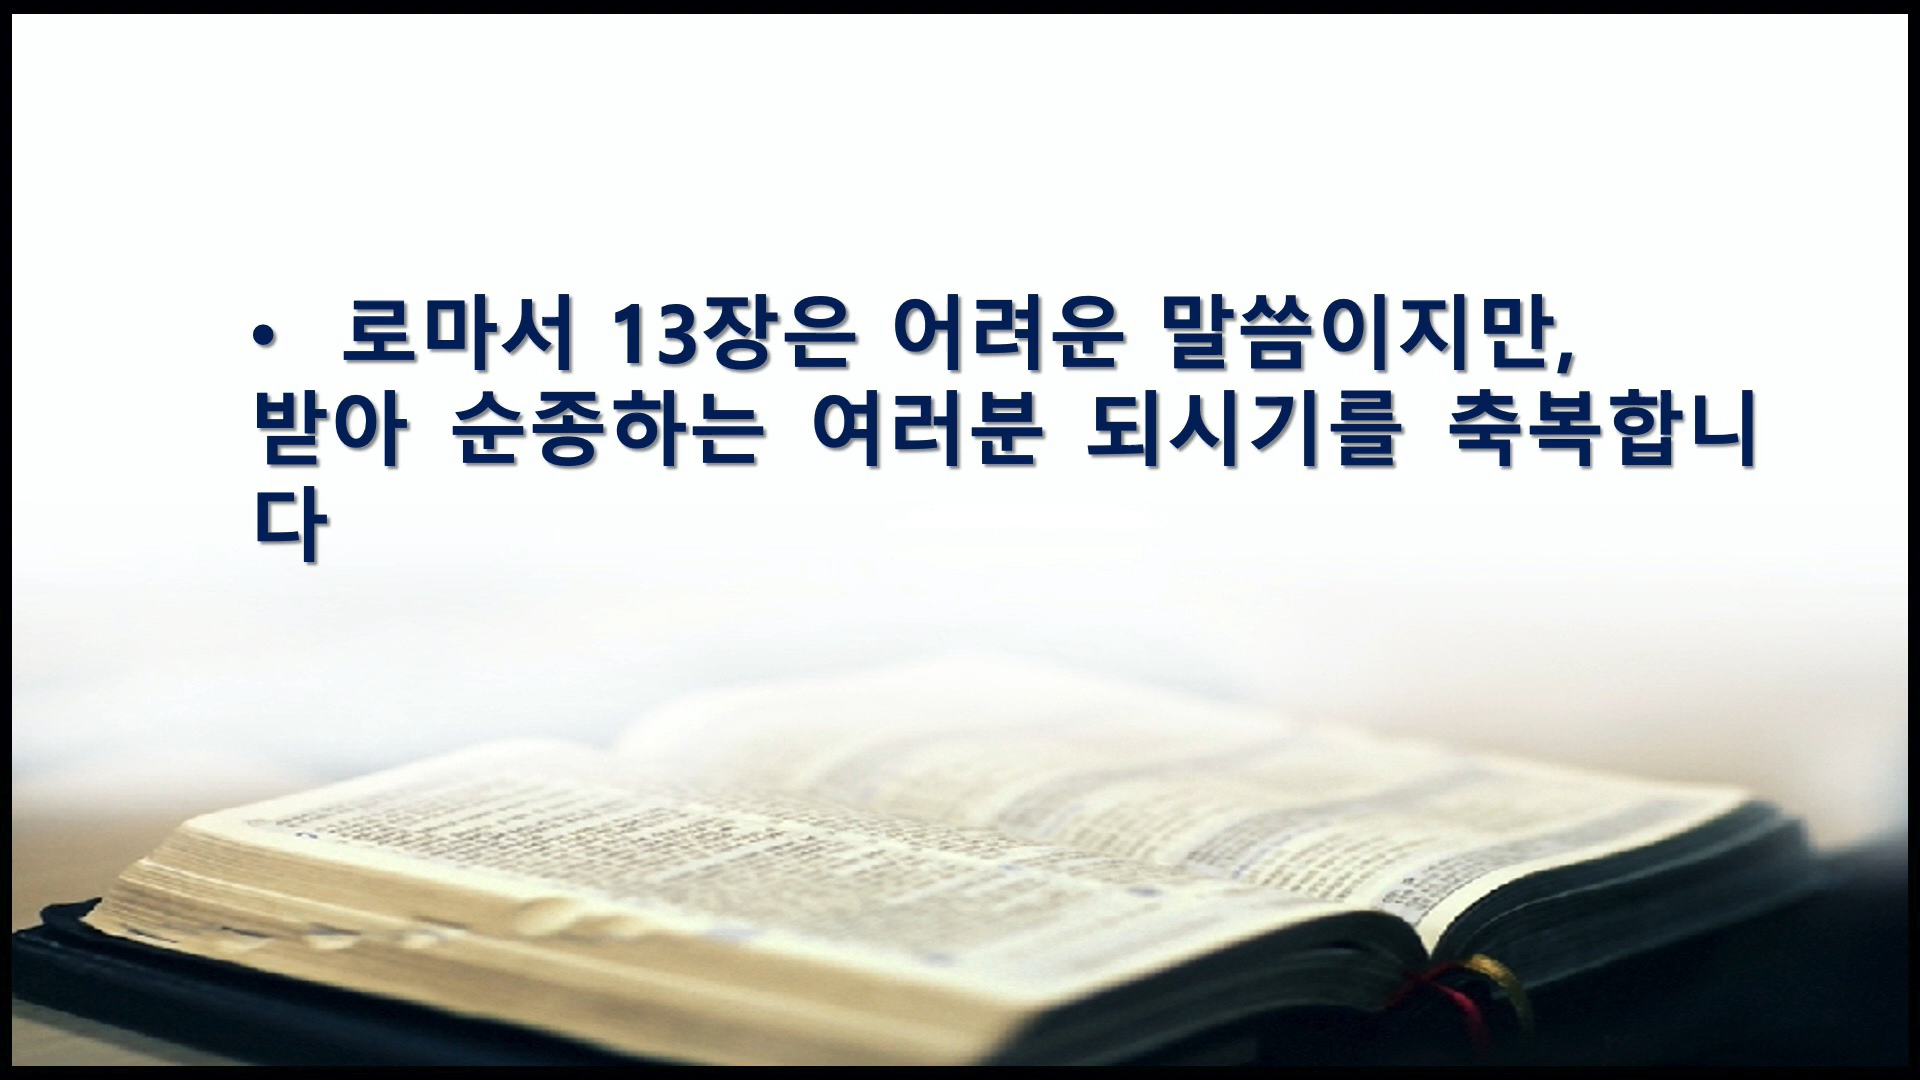 • 로마서 13장은 어려운 말씀이지만,
받아 순종하는 여러분 되시기를 축복합니
다